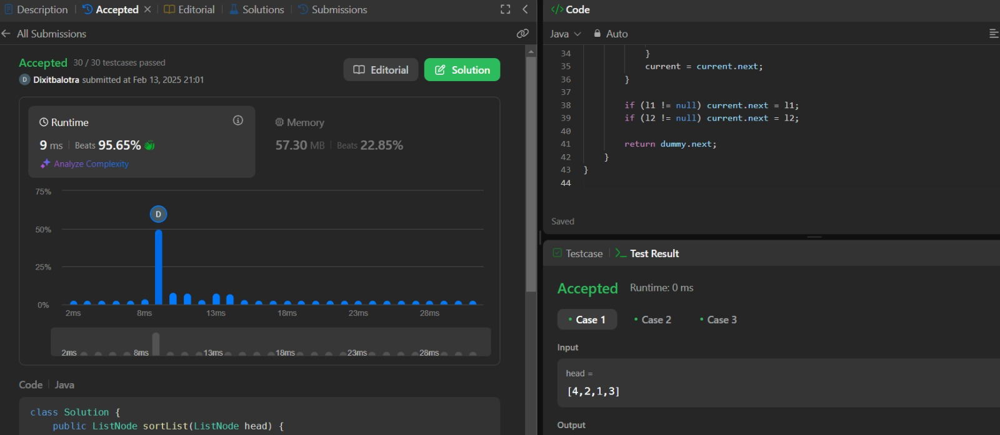 Description
Accepted
Editorial
Solutions
Submissions
All Submissions
Accepted 30 / 30 testcases passed
D Dixitbalotra submitted at Feb 13, 2025 21:01
Editorial
Solution
Runtime
9 ms Beats 95.65%
Analyze Complexity
Memory
57.30 MB Beats 22.85%
75%
D
50%
25%
0%
2ms 8ms 13ms 18ms 23ms 28ms
2ms 8ms 13ms 18ms 23ms 28ms
Code Java
class Solution {
public ListNode sortList(ListNode head) {
</> Code
Java Auto
34 }
35 current = current.next;
36 }
37
38 if (l1 != null) current.next = l1;
39 if (l2 != null) current.next = l2;
40
41 return dummy.next;
42 }
43 }
44
Saved
Testcase
Test Result
Accepted Runtime: 0 ms
Case 1
Case 2
Case 3
Input
head =
[4,2,1,3]
Output